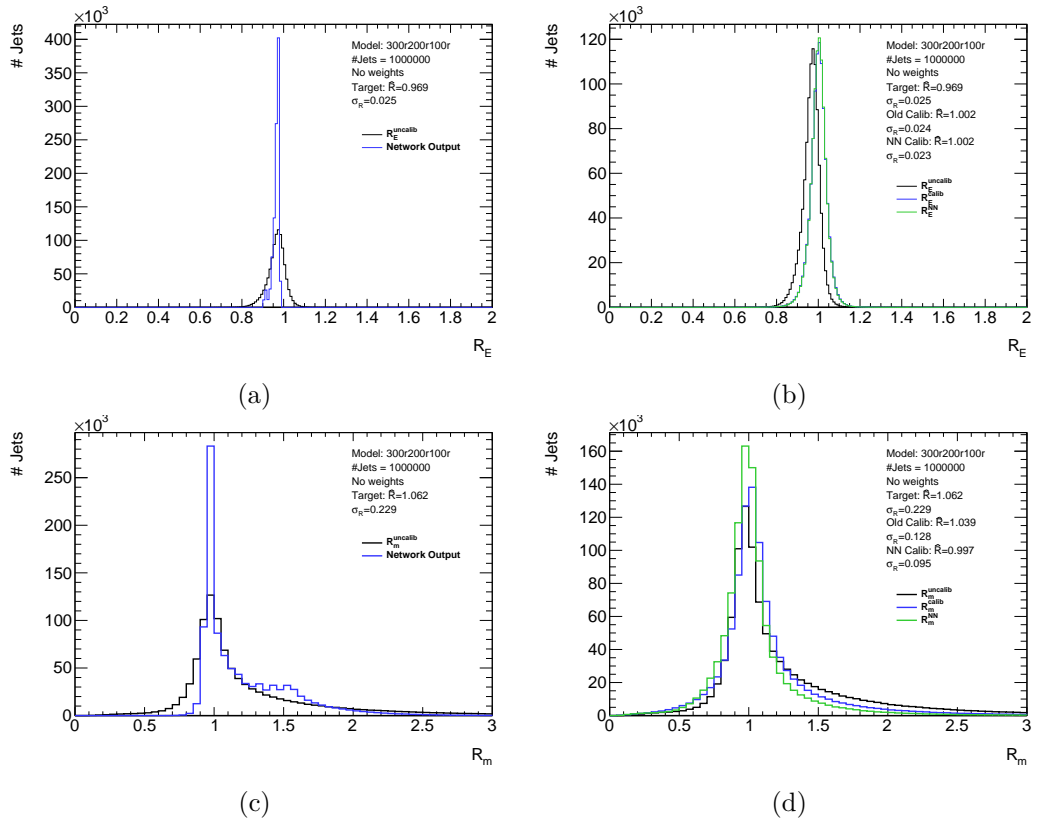 ×10³
# Jets
400
350
300
250
200
150
100
50
0
0 0.2 0.4 0.6 0.8 1 1.2 1.4 1.6 1.8 2
R_E
Model: 300r200r100r
#Jets = 1000000
No weights
Target: R̃=0.969
σ_R=0.025
R_E^uncalib
Network Output
(a)
×10³
# Jets
120
100
80
60
40
20
0
0 0.2 0.4 0.6 0.8 1 1.2 1.4 1.6 1.8 2
R_E
Model: 300r200r100r
#Jets = 1000000
No weights
Target: R̃=0.969
σ_R=0.025
Old Calib: R̃=1.002
σ_R=0.024
NN Calib: R̃=1.002
σ_R=0.023
R_E^uncalib
R_E^calib
R_E^NN
(b)
×10³
# Jets
250
200
150
100
50
0
0 0.5 1 1.5 2 2.5 3
R_m
Model: 300r200r100r
#Jets = 1000000
No weights
Target: R̃=1.062
σ_R=0.229
R_m^uncalib
Network Output
(c)
×10³
# Jets
160
140
120
100
80
60
40
20
0
0 0.5 1 1.5 2 2.5 3
R_m
Model: 300r200r100r
#Jets = 1000000
No weights
Target: R̃=1.062
σ_R=0.229
Old Calib: R̃=1.039
σ_R=0.128
NN Calib: R̃=0.997
σ_R=0.095
R_m^uncalib
R_m^calib
R_m^NN
(d)